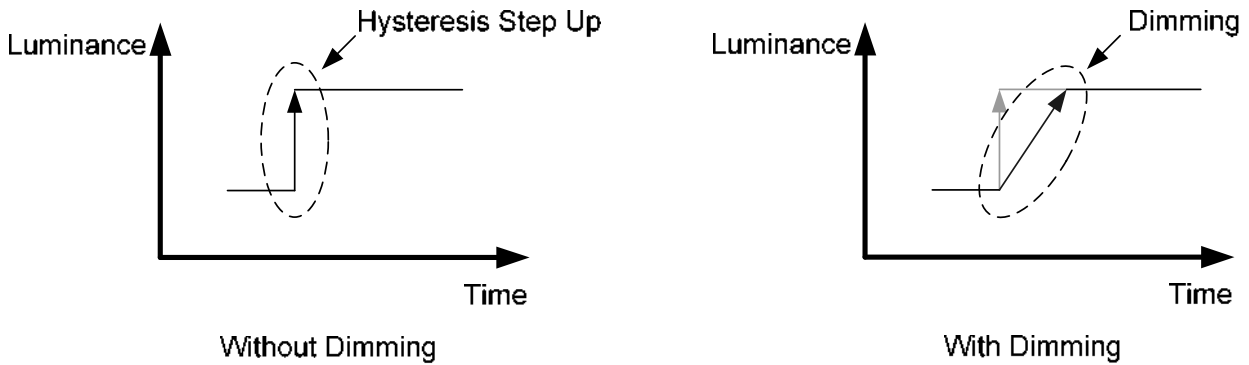 Hysteresis Step Up
Luminance
Time
Without Dimming
Dimming
Luminance
Time
With Dimming